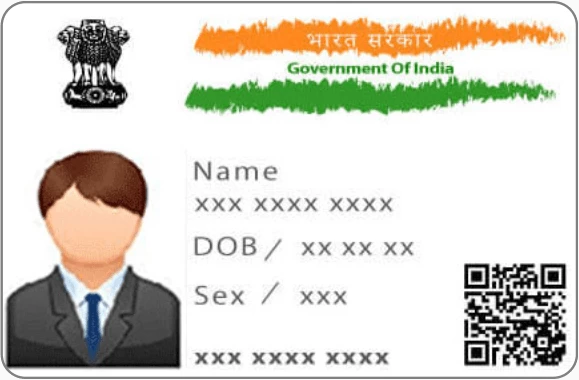 भारत सरकार
Government Of India
Name
xxx xxxx xxxx
DOB / xx xx xx
Sex / xxx
xxx xxxx xxxx